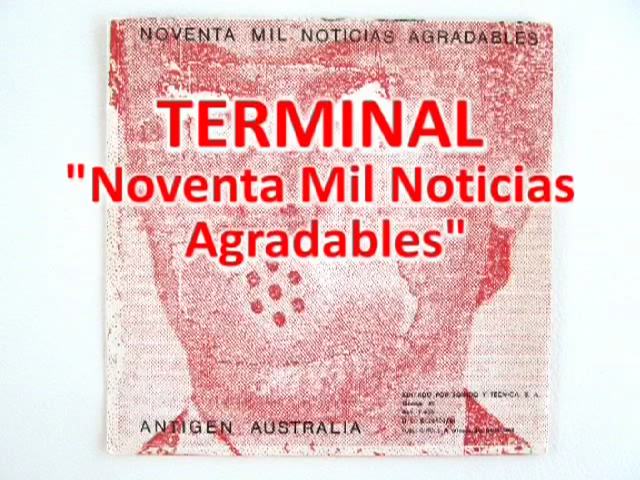 NOVENTA MIL NOTICIAS AGRADABLES
TERMINAL
"Noventa Mil Noticias
Agradables"
EDITADO POR SONIDO Y TECNICA, S. A.
ANTIGEN AUSTRALIA